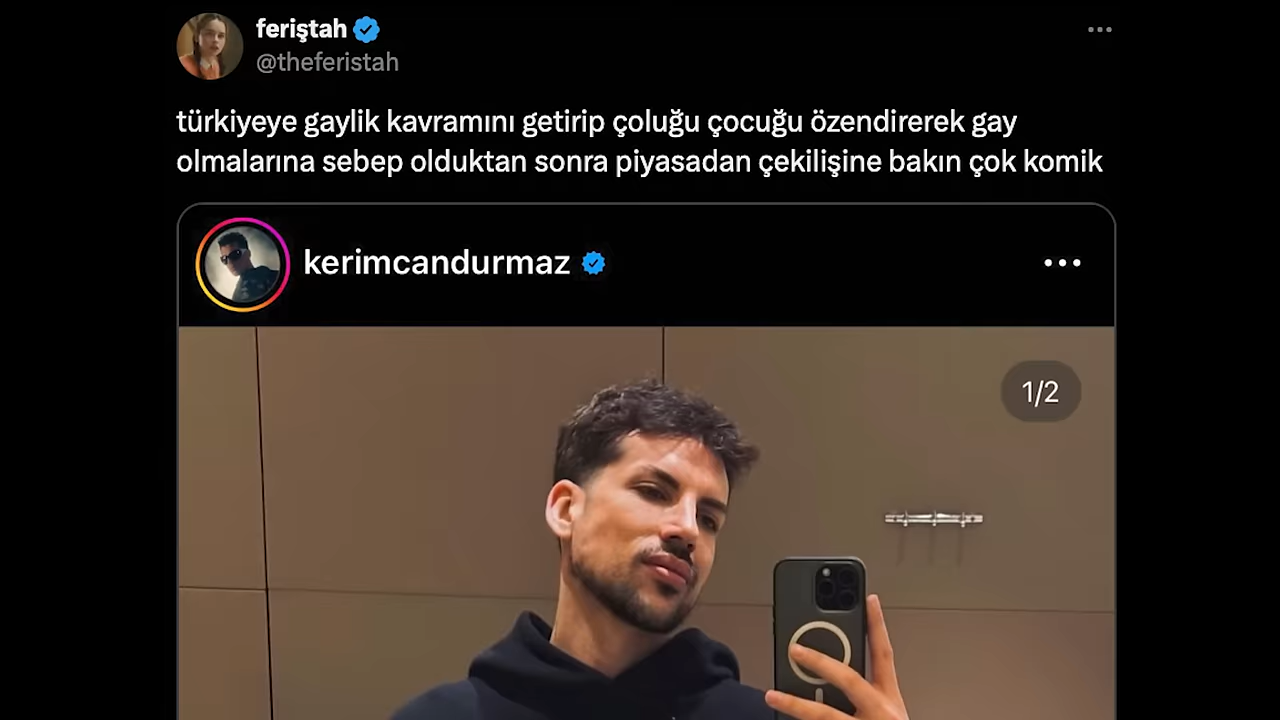 feriştah
@theferistah
türkiyeye gaylik kavramını getirip çoluğu çocuğu özendirerek gay
olmalarına sebep olduktan sonra piyasadan çekilişine bakın çok komik
kerimcandurmaz
1/2